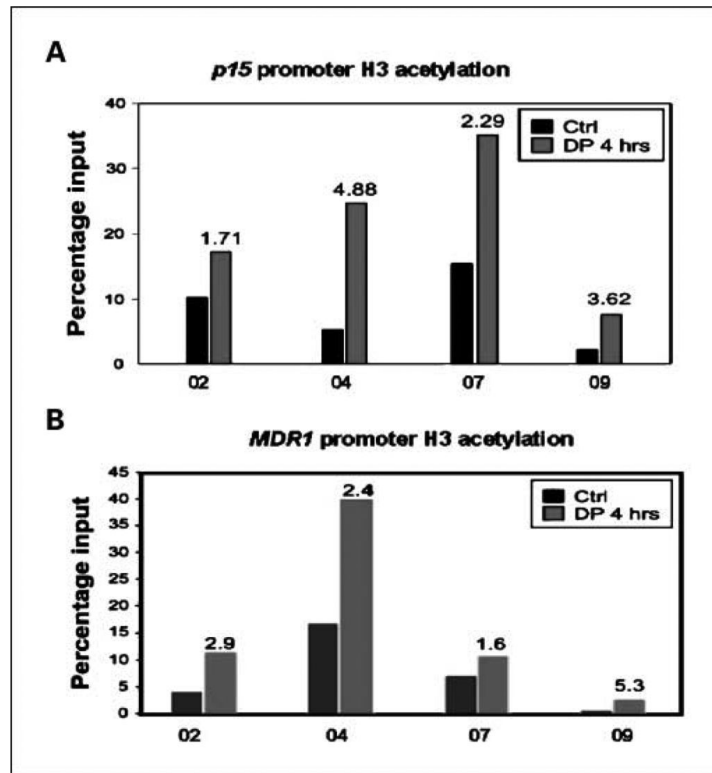 A
p15 promoter H3 acetylation
Percentage input
40
30
20
10
0
Ctrl
DP 4 hrs
1.71
4.88
2.29
3.62
02 04 07 09
B
MDR1 promoter H3 acetylation
Percentage input
45
40
35
30
25
20
15
10
5
0
Ctrl
DP 4 hrs
2.9
2.4
1.6
5.3
02 04 07 09